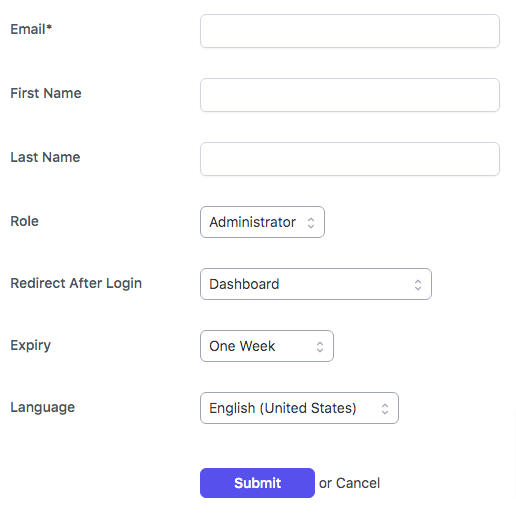 Email*
First Name
Last Name
Role Administrator
Redirect After Login Dashboard
Expiry One Week
Language English (United States)
Submit or Cancel